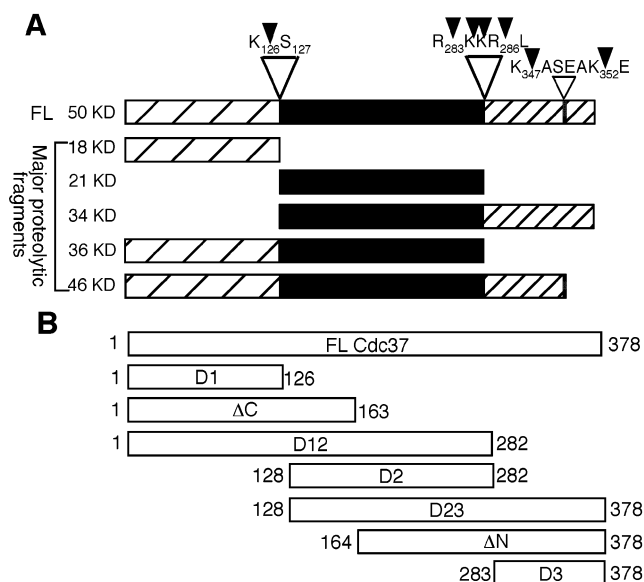 A
K126S127
R283KKR286L
K347ASEAK352E
FL 50 KD
Major proteolytic fragments
18 KD
21 KD
34 KD
36 KD
46 KD
B
1 FL Cdc37 378
1 D1 126
1 ΔC 163
1 D12 282
128 D2 282
128 D23 378
164 ΔN 378
283 D3 378